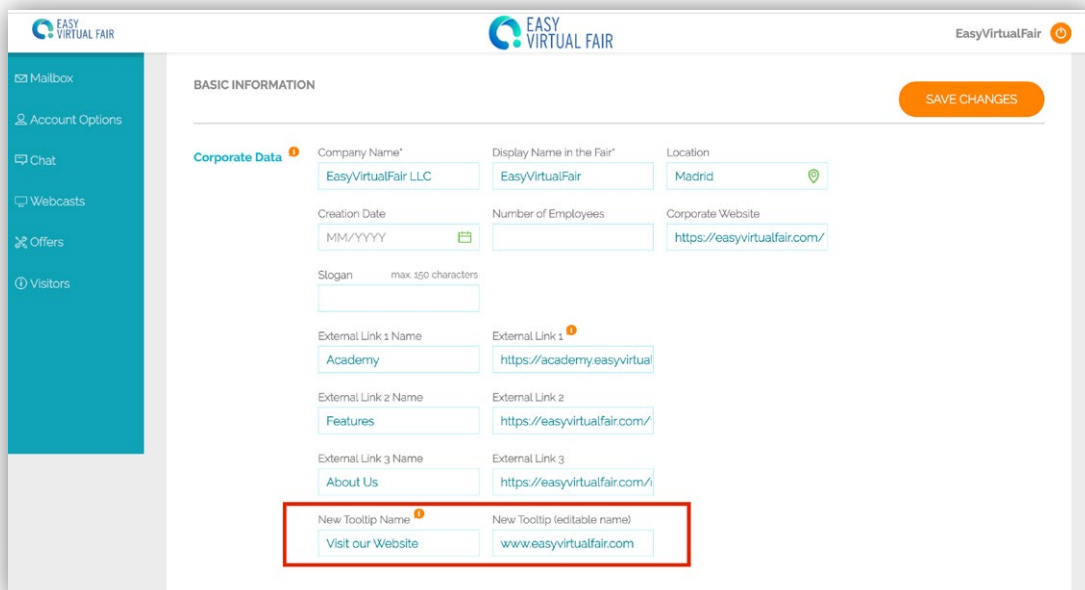 EASY
VIRTUAL FAIR
EASY
VIRTUAL FAIR
EasyVirtualFair
Mailbox
Account Options
Chat
Webcasts
Offers
Visitors
BASIC INFORMATION
SAVE CHANGES
Corporate Data
Company Name* Display Name in the Fair* Location
EasyVirtualFair LLC EasyVirtualFair Madrid
Creation Date Number of Employees Corporate Website
MM/YYYY https://easyvirtualfair.com/
Slogan max. 150 characters
External Link 1 Name External Link 1
Academy https://academy.easyvirtual
External Link 2 Name External Link 2
Features https://easyvirtualfair.com/
External Link 3 Name External Link 3
About Us https://easyvirtualfair.com/
New Tooltip Name New Tooltip (editable name)
Visit our Website www.easyvirtualfair.com